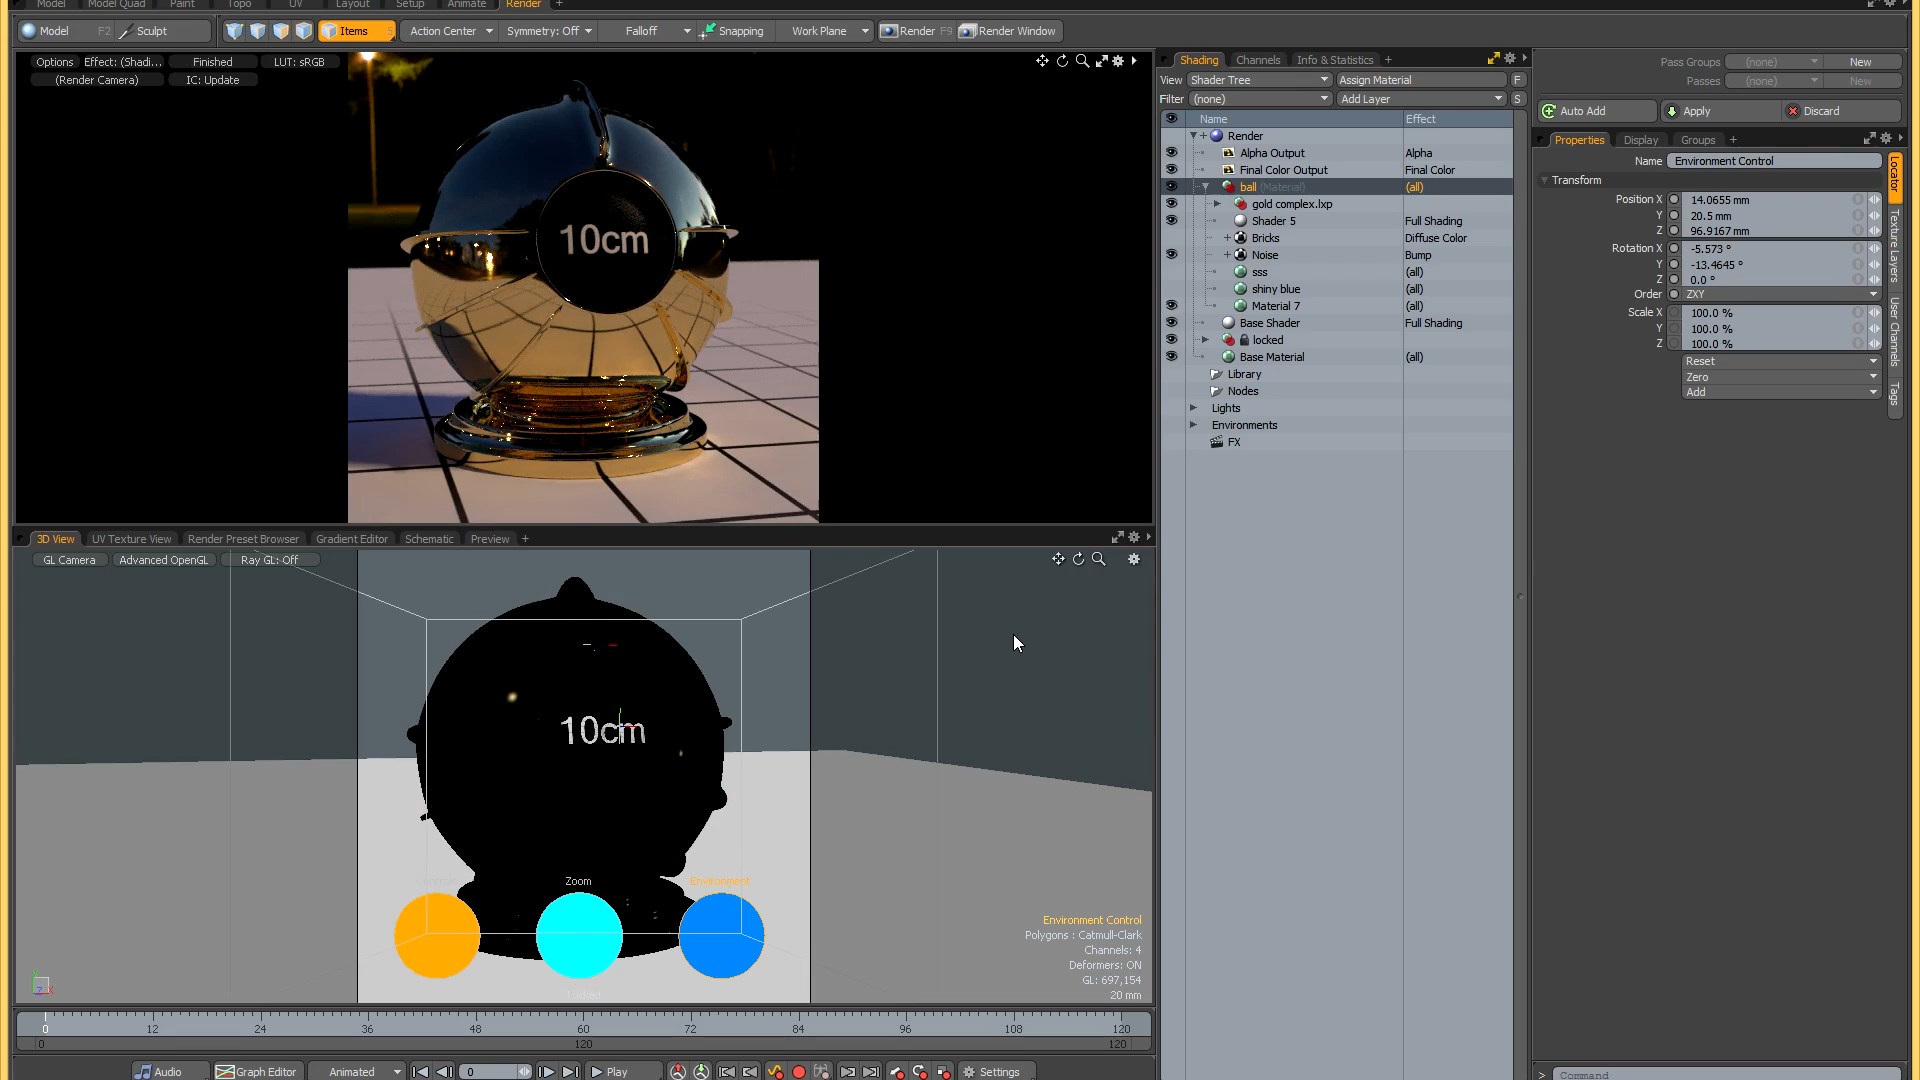 Model Model Quad Paint Topo UV Layout Setup Animate Render +
Model F2 Sculpt Items 5 Action Center Symmetry: Off Falloff Snapping Work Plane Render F9 Render Window
Options Effect: (Shadi... Finished LUT: sRGB
(Render Camera) IC: Update
10cm
3D View UV Texture View Render Preset Browser Gradient Editor Schematic Preview +
GL Camera Advanced OpenGL Ray GL: Off
10cm
Zoom Environment
Environment Control
Polygons : Catmull-Clark
Channels: 4
Deformers: ON
GL: 697,154
20 mm
Locked
0 12 24 36 48 60 72 84 96 108 120
0 120 120
Audio Graph Editor Animated 0 Play Settings
Shading Channels Info & Statistics +
View Shader Tree Assign Material F
Filter (none) Add Layer S
Name Effect
Render
Alpha Output Alpha
Final Color Output Final Color
ball (Material) (all)
gold complex.lxp
Shader 5 Full Shading
Bricks Diffuse Color
Noise Bump
sss (all)
shiny blue (all)
Material 7 (all)
Base Shader Full Shading
locked
Base Material (all)
Library
Nodes
Lights
Environments
FX
Pass Groups (none) New
Passes (none) New
Auto Add Apply Discard
Properties Display Groups +
Name Environment Control
Transform
Position X 14.0655 mm
Y 20.5 mm
Z 96.9167 mm
Rotation X -5.573 °
Y -13.4645 °
Z 0.0 °
Order ZXY
Scale X 100.0 %
Y 100.0 %
Z 100.0 %
Reset
Zero
Add
Locator
Texture Layers
User Channels
Tags
> Command